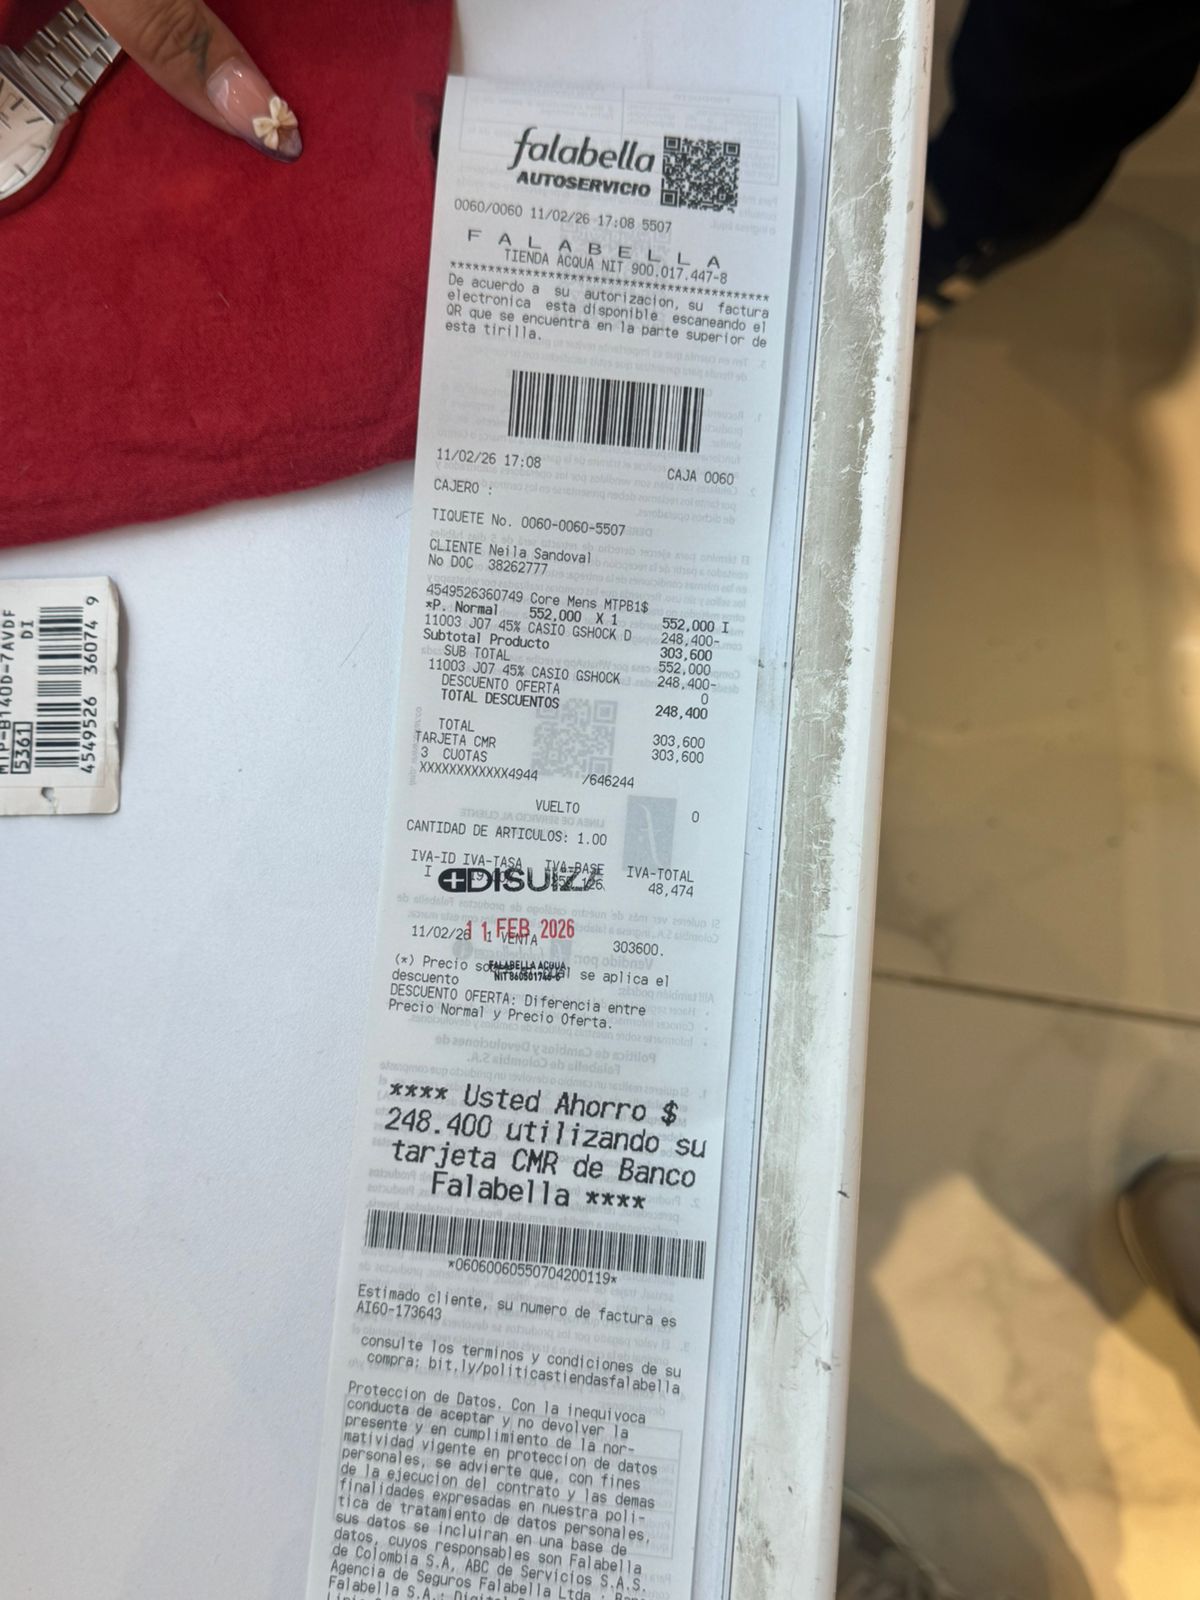 falabella
AUTOSERVICIO
0060/0060 11/02/26 17:08 5507
F A L A B E L L A
TIENDA ACQUA NIT 900.017.447-8
****************************************
De acuerdo a su autorizacion, su factura
electronica esta disponible escaneando el
QR que se encuentra en la parte superior de
esta tirilla.
11/02/26 17:08 CAJA 0060
CAJERO :
TIQUETE No. 0060-0060-5507
CLIENTE Neila Sandoval
No DOC 38262777
4549526360749 Core Mens MTPB1$
*P. Normal 552,000 X 1 552,000 I
11003 J07 45% CASIO GSHOCK D 248,400-
Subtotal Producto 303,600
SUB TOTAL 552,000
11003 J07 45% CASIO GSHOCK 248,400-
DESCUENTO OFERTA 0
TOTAL DESCUENTOS 248,400
TOTAL 303,600
TARJETA CMR 303,600
3 CUOTAS
XXXXXXXXXXXX4944 /646244
VUELTO 0
CANTIDAD DE ARTICULOS: 1.00
IVA-ID IVA-TASA IVA-BASE IVA-TOTAL
I 48,474
DISUIZA
11 FEB 2026
11/02/26 1 VENTA 303600.
FALABELLA ACQUA
(*) Precio se aplica el
descuento
DESCUENTO OFERTA: Diferencia entre
Precio Normal y Precio Oferta.
**** Usted Ahorro $
248.400 utilizando su
tarjeta CMR de Banco
Falabella ****
*06060060550704200119*
Estimado cliente, su numero de factura es
AI60-173643
consulte los terminos y condiciones de su
compra: bit.ly/politicastiendasfalabella
Proteccion de Datos. Con la inequivoca
conducta de aceptar y no devolver la
presente y en cumplimiento de la nor-
matividad vigente en proteccion de datos
personales, se advierte que, con fines
de la ejecucion del contrato y las demas
finalidades expresadas en nuestra poli-
tica de tratamiento de datos personales,
sus datos se incluiran en una base de
datos, cuyos responsables son Falabella
de Colombia S.A, ABC de Servicios S.A.S.
Agencia de Seguros Falabella Ltda
Falabella S.A.
MTP-B140D-7AVDF
DI
5361
4549526 36074 9